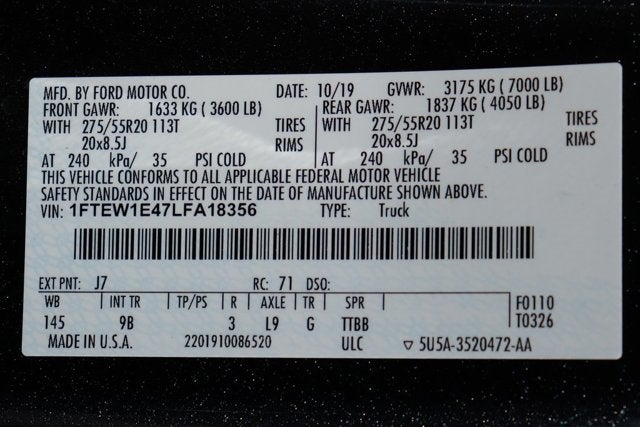 MFD. BY FORD MOTOR CO. DATE: 10/19 GVWR: 3175 KG ( 7000 LB)
FRONT GAWR: 1633 KG ( 3600 LB) REAR GAWR: 1837 KG ( 4050 LB)
WITH 275/55R20 113T TIRES WITH 275/55R20 113T TIRES
20x8.5J RIMS 20x8.5J RIMS
AT 240 kPa/ 35 PSI COLD AT 240 kPa/ 35 PSI COLD
THIS VEHICLE CONFORMS TO ALL APPLICABLE FEDERAL MOTOR VEHICLE
SAFETY STANDARDS IN EFFECT ON THE DATE OF MANUFACTURE SHOWN ABOVE.
VIN: 1FTEW1E47LFA18356 TYPE: Truck
EXT PNT: J7 RC: 71 DSO:
WB INT TR TP/PS R AXLE TR SPR F0110
145 9B 3 L9 G TTBB T0326
MADE IN U.S.A. 2201910086520 ULC ▽ 5U5A-3520472-AA